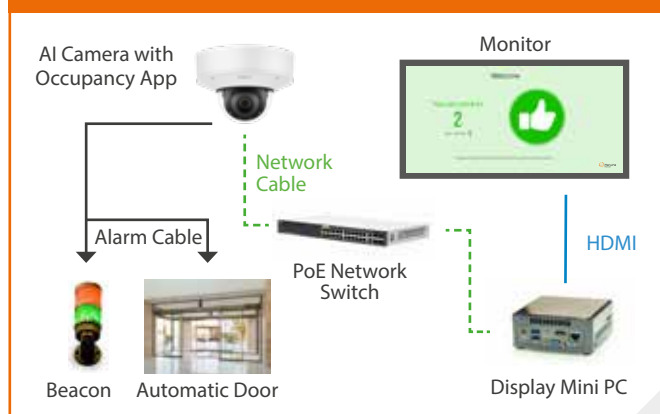 AI Camera with
Occupancy App
Monitor
Welcome
2
Network
Cable
Alarm Cable
HDMI
PoE Network
Switch
Beacon
Automatic Door
Display Mini PC